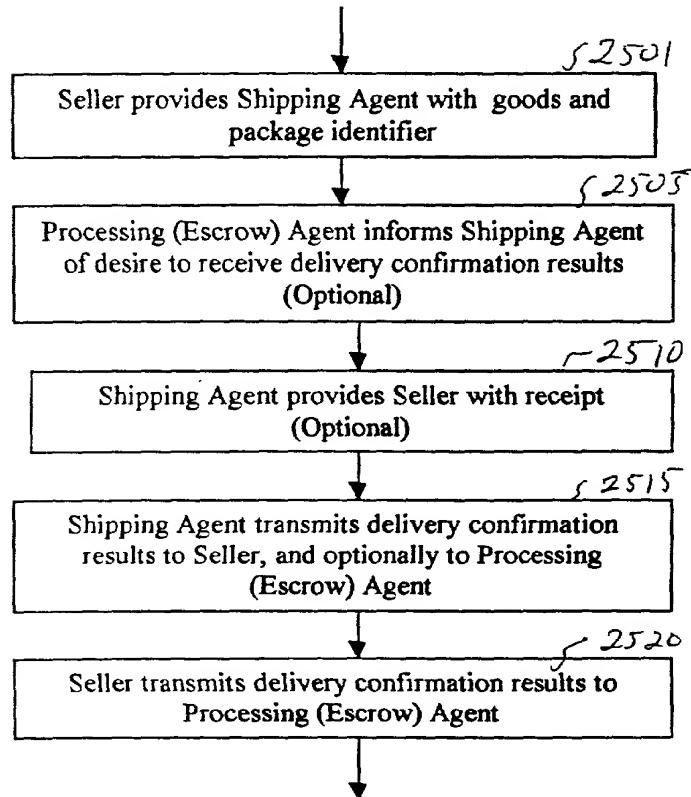 2501
Seller provides Shipping Agent with goods and
package identifier
2505
Processing (Escrow) Agent informs Shipping Agent
of desire to receive delivery confirmation results
(Optional)
2510
Shipping Agent provides Seller with receipt
(Optional)
2515
Shipping Agent transmits delivery confirmation
results to Seller, and optionally to Processing
(Escrow) Agent
2520
Seller transmits delivery confirmation results to
Processing (Escrow) Agent